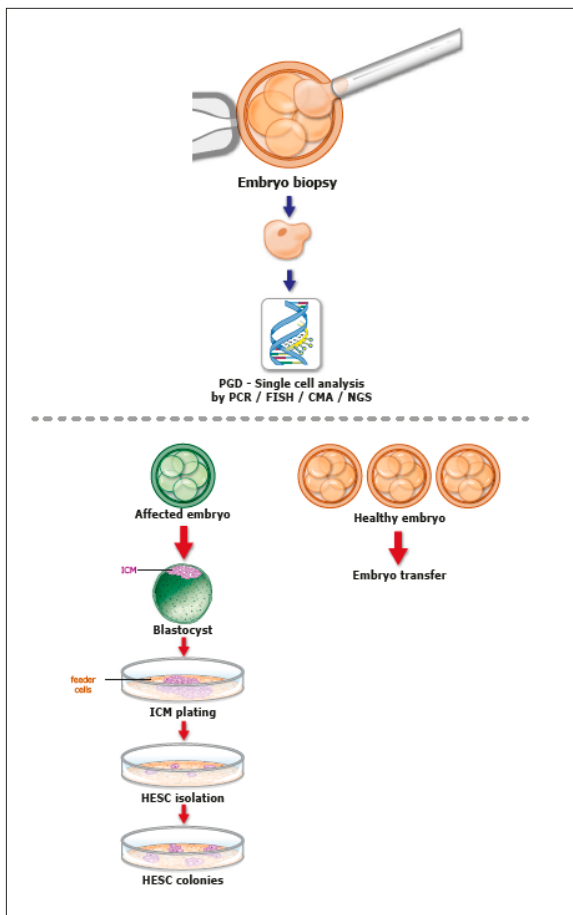 Embryo biopsy
PGD - Single cell analysis
by PCR / FISH / CMA / NGS
Affected embryo
Healthy embryo
ICM
Embryo transfer
Blastocyst
feeder
cells
ICM plating
HESC isolation
HESC colonies